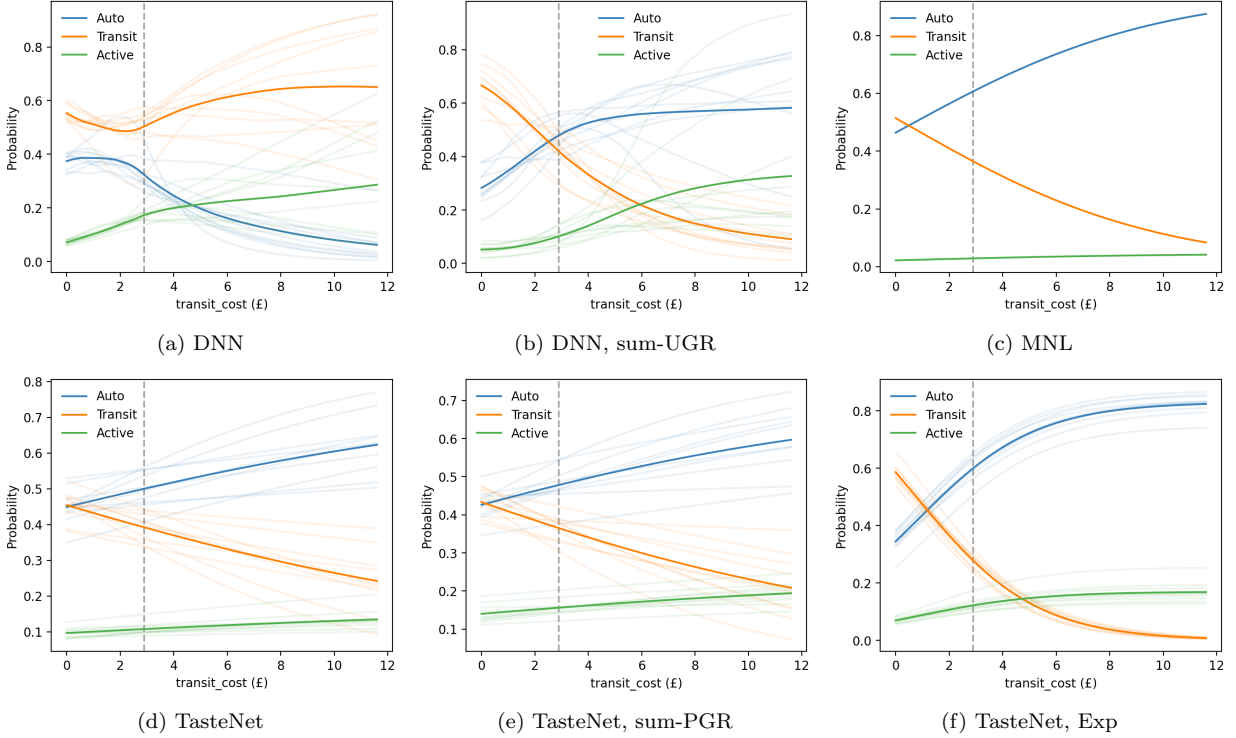 Auto
Transit
Active
0.8
0.6
0.4
0.2
0.0
Probability
0 2 4 6 8 10 12
transit_cost (£)
(a) DNN
Auto
Transit
Active
0.8
0.6
0.4
0.2
0.0
Probability
0 2 4 6 8 10 12
transit_cost (£)
(b) DNN, sum-UGR
Auto
Transit
Active
0.8
0.6
0.4
0.2
0.0
Probability
0 2 4 6 8 10 12
transit_cost (£)
(c) MNL
Auto
Transit
Active
0.8
0.7
0.6
0.5
0.4
0.3
0.2
0.1
Probability
0 2 4 6 8 10 12
transit_cost (£)
(d) TasteNet
Auto
Transit
Active
0.7
0.6
0.5
0.4
0.3
0.2
0.1
Probability
0 2 4 6 8 10 12
transit_cost (£)
(e) TasteNet, sum-PGR
Auto
Transit
Active
0.8
0.6
0.4
0.2
0.0
Probability
0 2 4 6 8 10 12
transit_cost (£)
(f) TasteNet, Exp